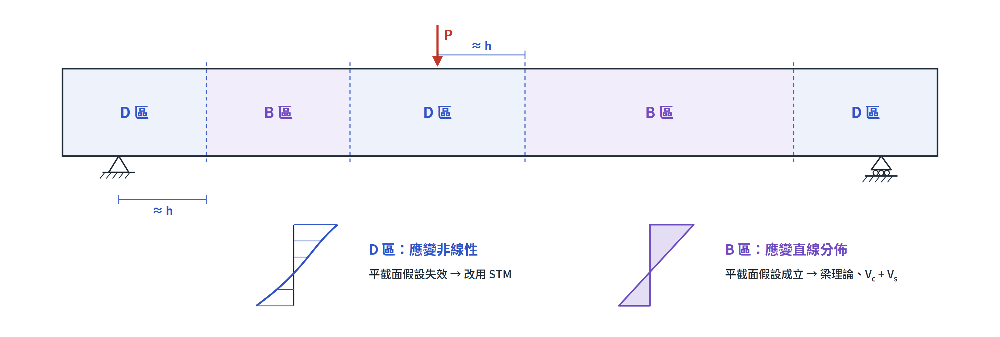 P
≈ h
D 區
B 區
D 區
B 區
D 區
≈ h
D 區：應變非線性
平截面假設失效 → 改用 STM
B 區：應變直線分佈
平截面假設成立 → 梁理論、Vc + Vs